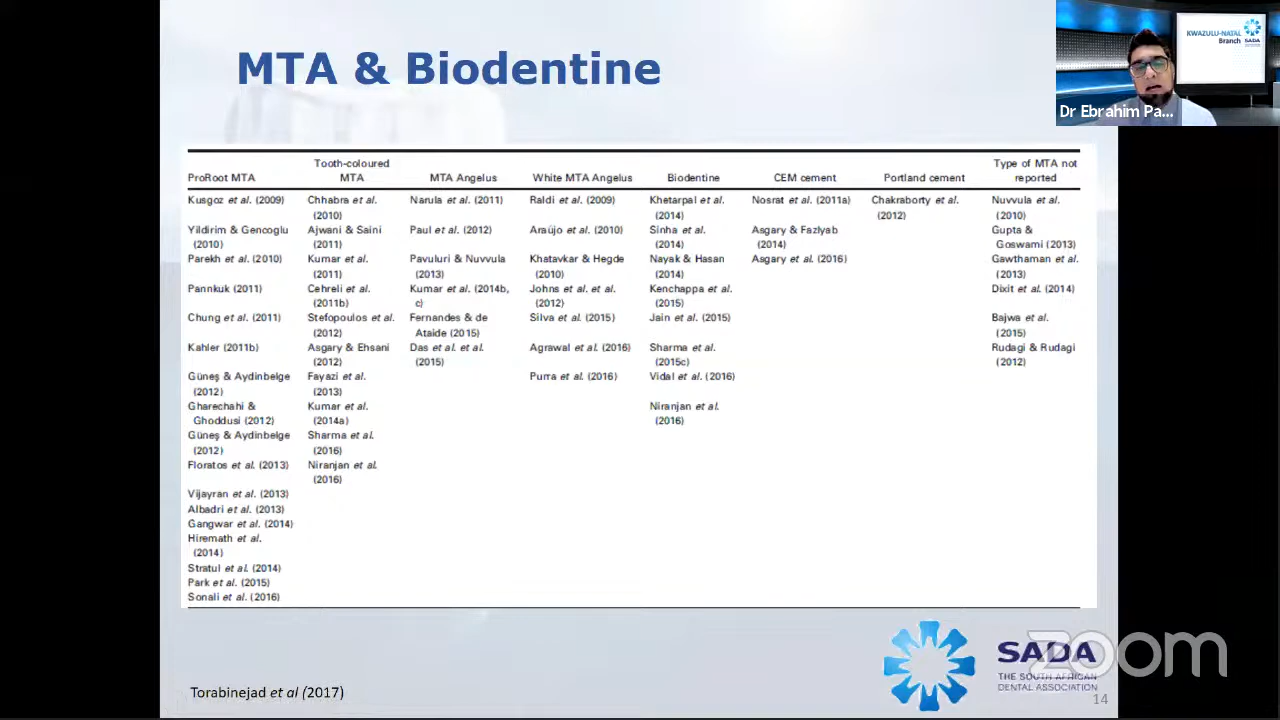 MTA & Biodentine
KWAZULU-NATAL
Branch
SADA
Dr Ebrahim Pa...
ProRoot MTA
Kusgoz et al. (2009)
Yildirim & Gencoglu
(2010)
Parekh et al. (2010)
Pannkuk (2011)
Chung et al. (2011)
Kahler (2011b)
Güneş & Aydinbelge
(2012)
Gharechahi &
Ghoddusi (2012)
Güneş & Aydinbelge
(2012)
Floratos et al. (2013)
Vijayran et al. (2013)
Albadri et al. (2013)
Gangwar et al. (2014)
Hiremath et al.
(2014)
Stratul et al. (2014)
Park et al. (2015)
Sonali et al. (2016)
Tooth-coloured
MTA
Chhabra et al.
(2010)
Ajwani & Saini
(2011)
Kumar et al.
(2011)
Cehreli et al.
(2011b)
Stefopoulos et al.
(2012)
Asgary & Ehsani
(2012)
Fayazi et al.
(2013)
Kumar et al.
(2014a)
Sharma et al.
(2016)
Niranjan et al.
(2016)
MTA Angelus
Narula et al. (2011)
Paul et al. (2012)
Pavuluri & Nuvvula
(2013)
Kumar et al. (2014b,
c)
Fernandes & de
Ataide (2015)
Das et al. et al.
(2015)
White MTA Angelus
Raldi et al. (2009)
Araújo et al. (2010)
Khatavkar & Hegde
(2010)
Johns et al. et al.
(2012)
Silva et al. (2015)
Agrawal et al. (2016)
Purra et al. (2016)
Biodentine
Khetarpal et al.
(2014)
Sinha et al.
(2014)
Nayak & Hasan
(2014)
Kenchappa et al.
(2015)
Jain et al. (2015)
Sharma et al.
(2015c)
Vidal et al. (2016)
Niranjan et al.
(2016)
CEM cement
Nosrat et al. (2011a)
Asgary & Fazlyab
(2014)
Asgary et al. (2016)
Portland cement
Chakraborty et al.
(2012)
Type of MTA not
reported
Nuvvula et al.
(2010)
Gupta &
Goswami (2013)
Gawthaman et al.
(2013)
Dixit et al. (2014)
Bajwa et al.
(2015)
Rudagi & Rudagi
(2012)
Torabinejad et al (2017)
SADA
THE SOUTH AFRICAN
DENTAL ASSOCIATION
zoom
14